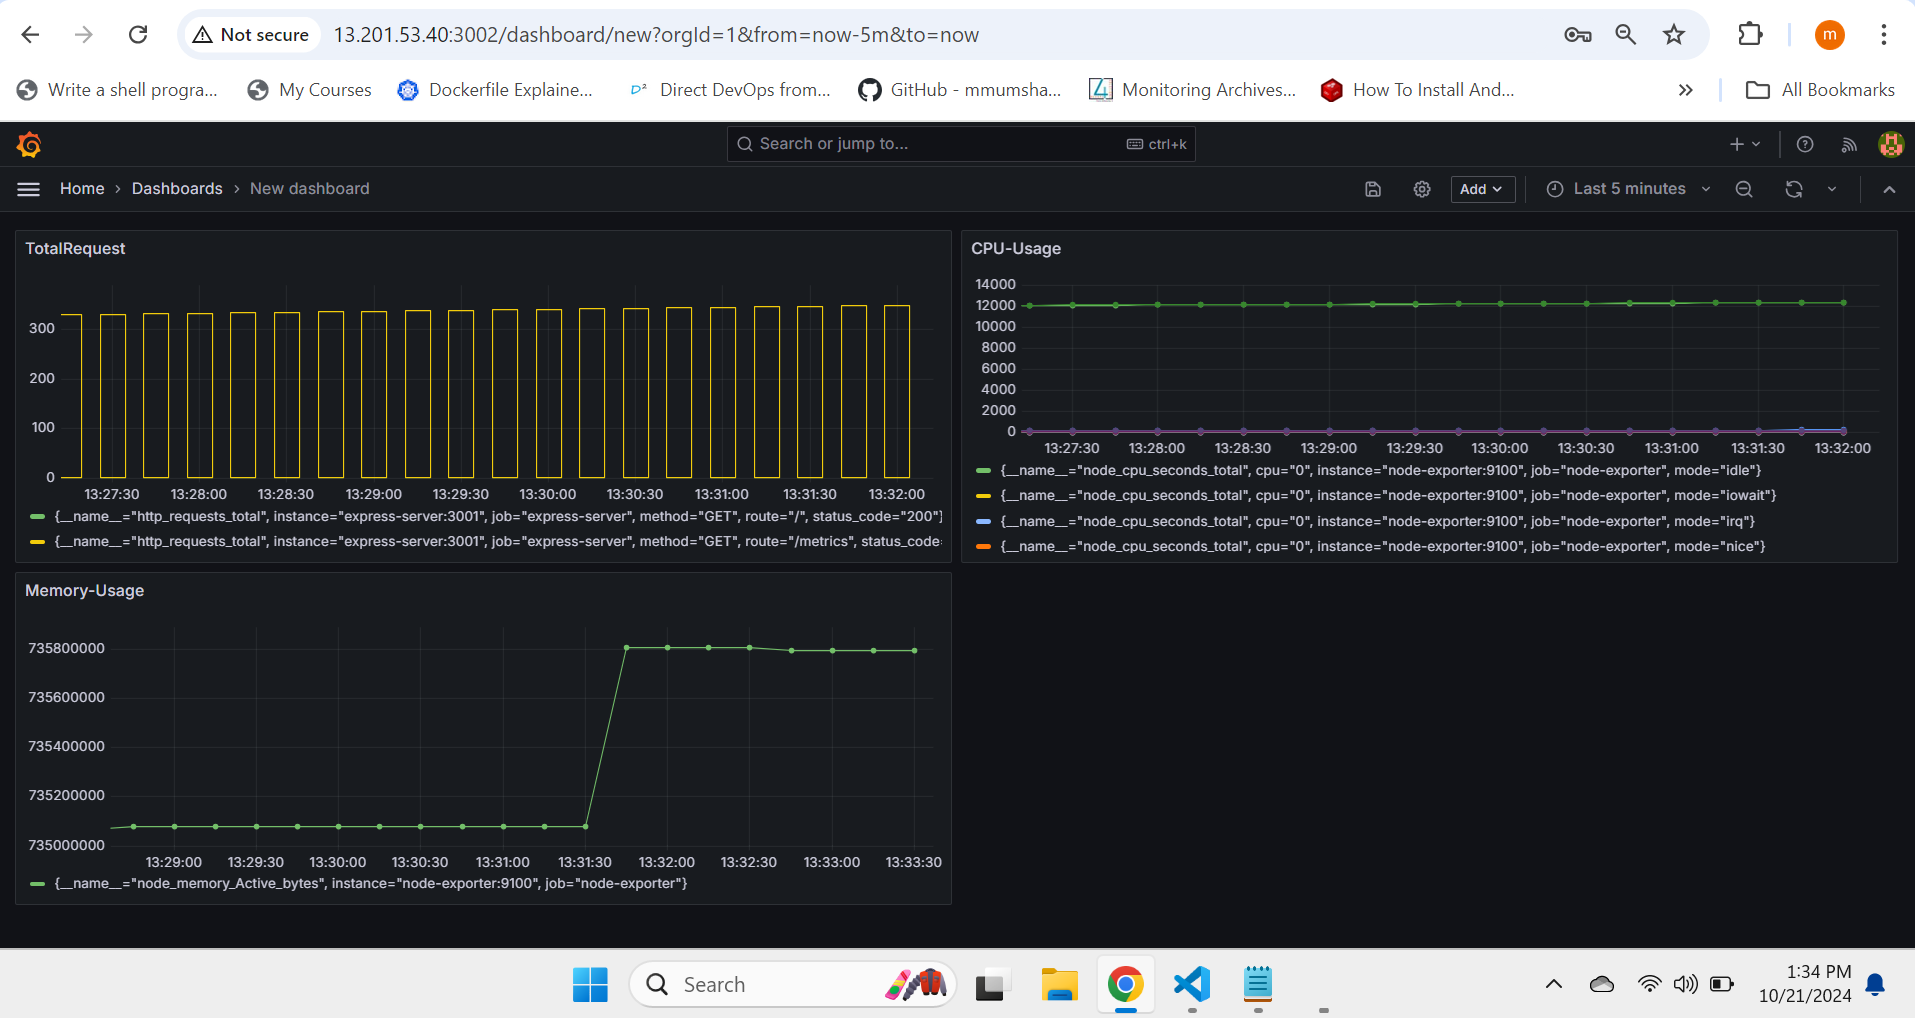 Not secure 13.201.53.40:3002/dashboard/new?orgId=1&from=now-5m&to=now m
Write a shell progra... My Courses Dockerfile Explaine... D² Direct DevOps from... GitHub - mmumsha... Monitoring Archives... How To Install And... » All Bookmarks
Search or jump to... ctrl+k
Home › Dashboards › New dashboard Add Last 5 minutes
TotalRequest
300
200
100
0
13:27:30 13:28:00 13:28:30 13:29:00 13:29:30 13:30:00 13:30:30 13:31:00 13:31:30 13:32:00
{__name__="http_requests_total", instance="express-server:3001", job="express-server", method="GET", route="/", status_code="200"}
{__name__="http_requests_total", instance="express-server:3001", job="express-server", method="GET", route="/metrics", status_code=
CPU-Usage
14000
12000
10000
8000
6000
4000
2000
0
13:27:30 13:28:00 13:28:30 13:29:00 13:29:30 13:30:00 13:30:30 13:31:00 13:31:30 13:32:00
{__name__="node_cpu_seconds_total", cpu="0", instance="node-exporter:9100", job="node-exporter", mode="idle"}
{__name__="node_cpu_seconds_total", cpu="0", instance="node-exporter:9100", job="node-exporter", mode="iowait"}
{__name__="node_cpu_seconds_total", cpu="0", instance="node-exporter:9100", job="node-exporter", mode="irq"}
{__name__="node_cpu_seconds_total", cpu="0", instance="node-exporter:9100", job="node-exporter", mode="nice"}
Memory-Usage
735800000
735600000
735400000
735200000
735000000
13:29:00 13:29:30 13:30:00 13:30:30 13:31:00 13:31:30 13:32:00 13:32:30 13:33:00 13:33:30
{__name__="node_memory_Active_bytes", instance="node-exporter:9100", job="node-exporter"}
Search
1:34 PM
10/21/2024